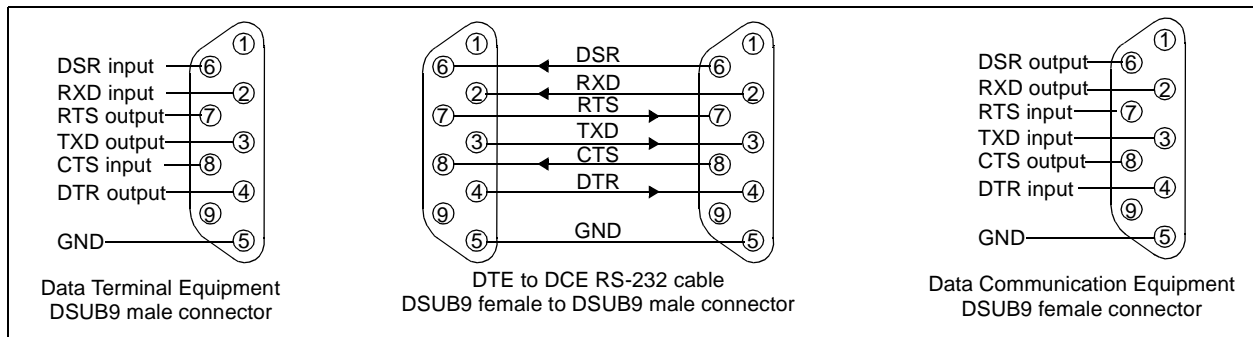 1
DSR input 6
RXD input 2
RTS output 7
TXD output 3
CTS input 8
DTR output 4
9
GND 5
Data Terminal Equipment
DSUB9 male connector
1 1
6 DSR 6
2 RXD 2
7 RTS 7
3 TXD 3
8 CTS 8
4 DTR 4
9 9
5 GND 5
DTE to DCE RS-232 cable
DSUB9 female to DSUB9 male connector
1
DSR output 6
RXD output 2
RTS input 7
TXD input 3
CTS output 8
DTR input 4
9
GND 5
Data Communication Equipment
DSUB9 female connector